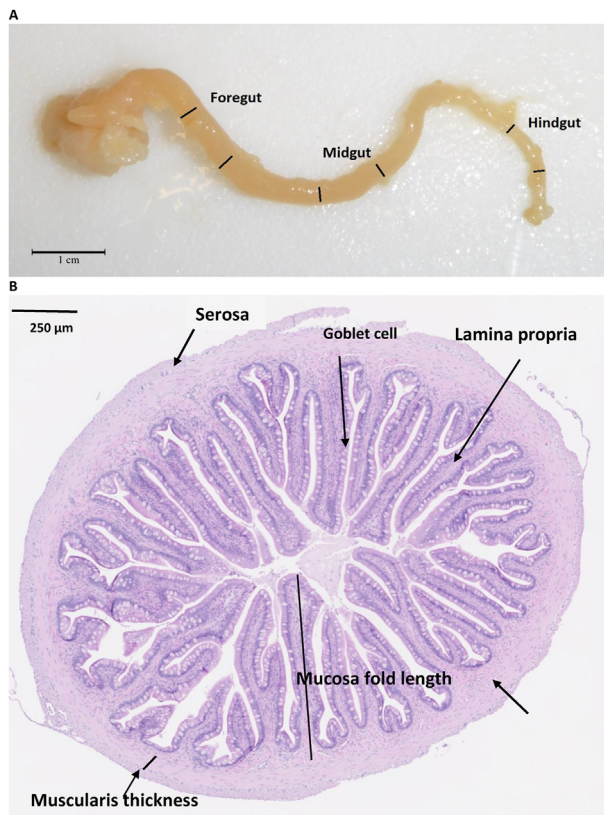 A
Foregut
Midgut
Hindgut
1 cm
B
250 µm
Serosa
Goblet cell
Lamina propria
Mucosa fold length
Muscularis thickness